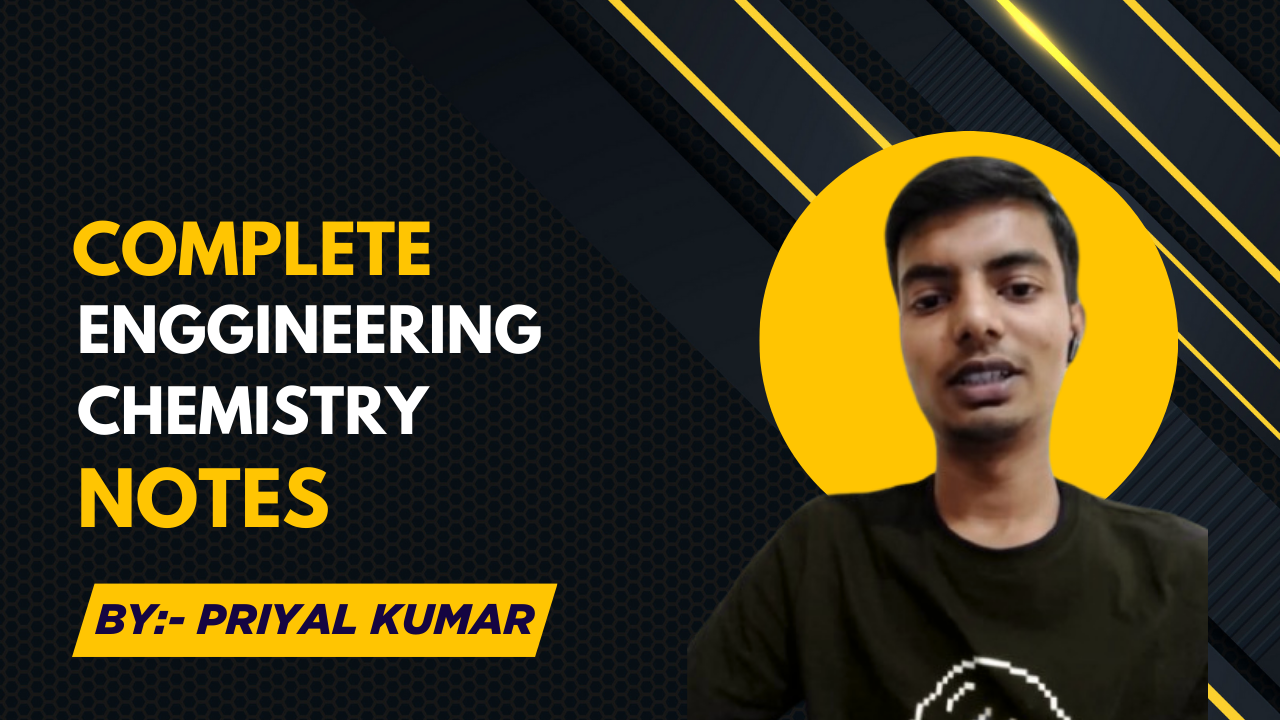 COMPLETE
ENGGINEERING
CHEMISTRY
NOTES
BY:- PRIYAL KUMAR